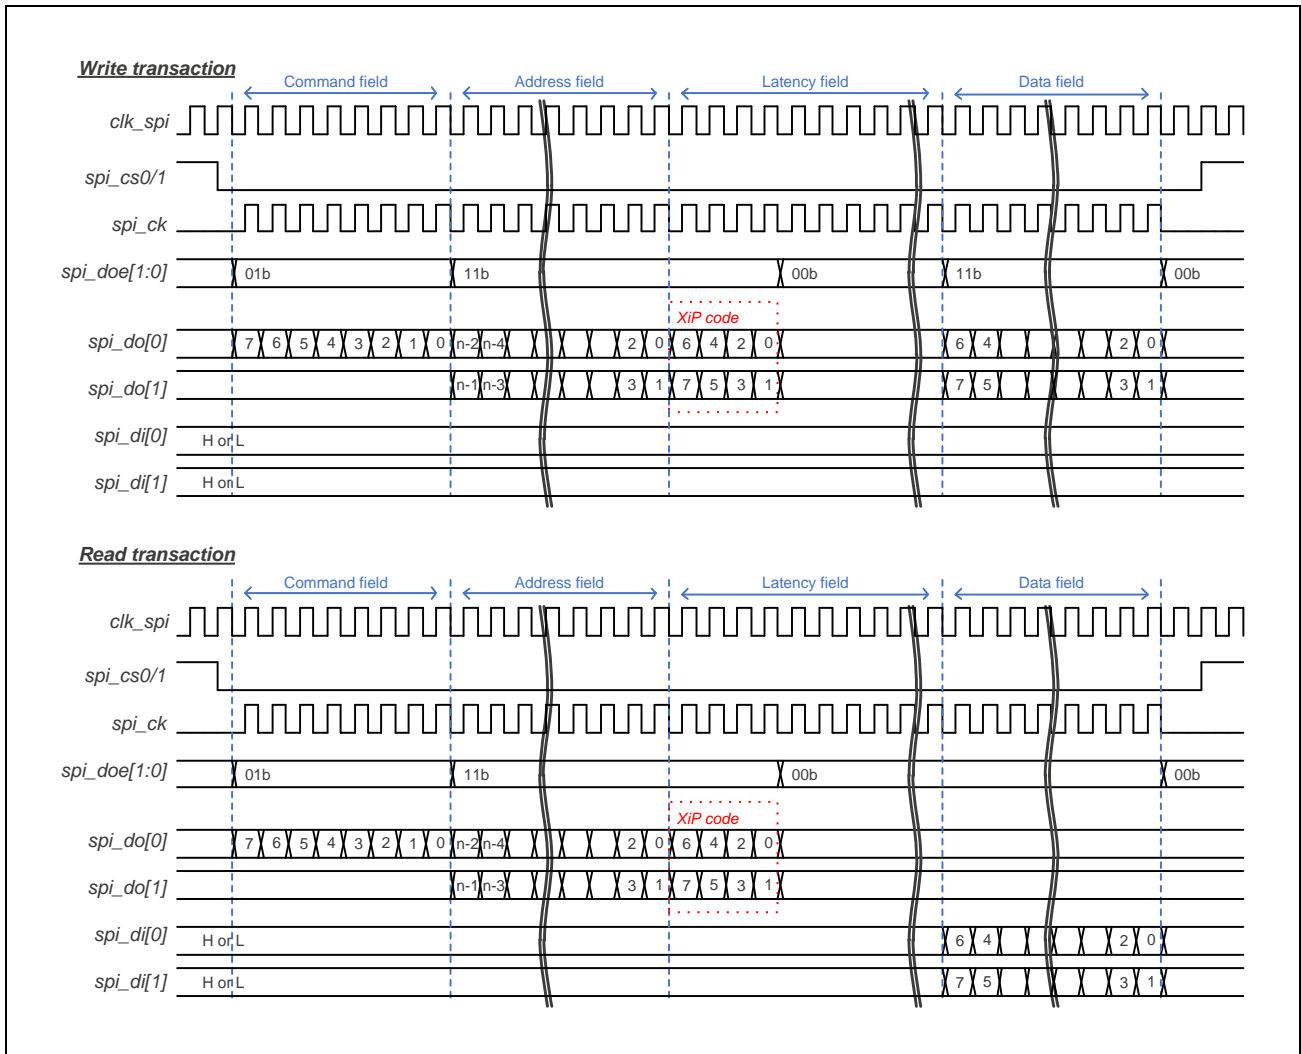 Write transaction
Command field Address field Latency field Data field
clk_spi
spi_cs0/1
spi_ck
spi_doe[1:0] 01b 11b 00b 11b 00b
XiP code
spi_do[0] 7 6 5 4 3 2 1 0 n-2 n-4 2 0 6 4 2 0 6 4 2 0
spi_do[1] n-1 n-3 3 1 7 5 3 1 7 5 3 1
spi_di[0] H or L
spi_di[1] H or L
Read transaction
Command field Address field Latency field Data field
clk_spi
spi_cs0/1
spi_ck
spi_doe[1:0] 01b 11b 00b 00b
XiP code
spi_do[0] 7 6 5 4 3 2 1 0 n-2 n-4 2 0 6 4 2 0
spi_do[1] n-1 n-3 3 1 7 5 3 1
spi_di[0] H or L 6 4 2 0
spi_di[1] H or L 7 5 3 1